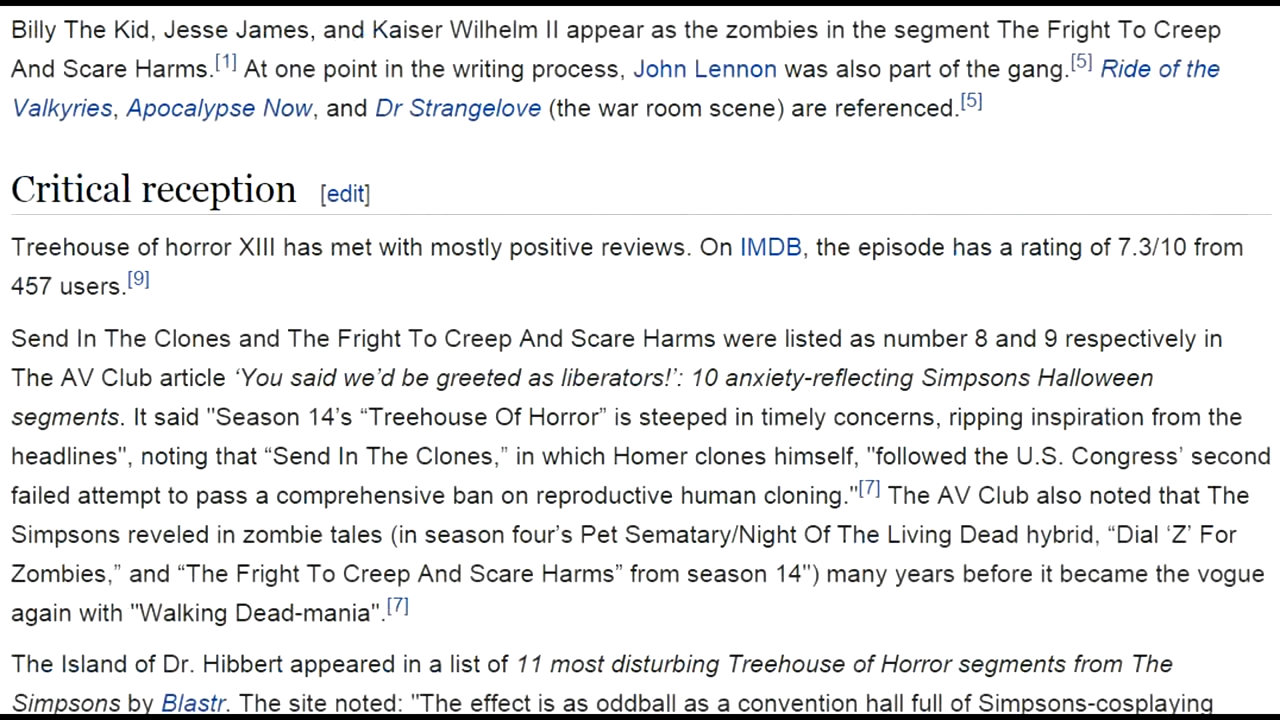 Billy The Kid, Jesse James, and Kaiser Wilhelm II appear as the zombies in the segment The Fright To Creep
And Scare Harms.[1] At one point in the writing process, John Lennon was also part of the gang.[5] Ride of the
Valkyries, Apocalypse Now, and Dr Strangelove (the war room scene) are referenced.[5]
Critical reception [edit]
Treehouse of horror XIII has met with mostly positive reviews. On IMDB, the episode has a rating of 7.3/10 from
457 users.[9]
Send In The Clones and The Fright To Creep And Scare Harms were listed as number 8 and 9 respectively in
The AV Club article ‘You said we’d be greeted as liberators!’: 10 anxiety-reflecting Simpsons Halloween
segments. It said "Season 14’s “Treehouse Of Horror” is steeped in timely concerns, ripping inspiration from the
headlines", noting that “Send In The Clones,” in which Homer clones himself, "followed the U.S. Congress’ second
failed attempt to pass a comprehensive ban on reproductive human cloning."[7] The AV Club also noted that The
Simpsons reveled in zombie tales (in season four’s Pet Sematary/Night Of The Living Dead hybrid, “Dial ‘Z’ For
Zombies,” and “The Fright To Creep And Scare Harms” from season 14") many years before it became the vogue
again with "Walking Dead-mania".[7]
The Island of Dr. Hibbert appeared in a list of 11 most disturbing Treehouse of Horror segments from The
Simpsons by Blastr. The site noted: "The effect is as oddball as a convention hall full of Simpsons-cosplaying